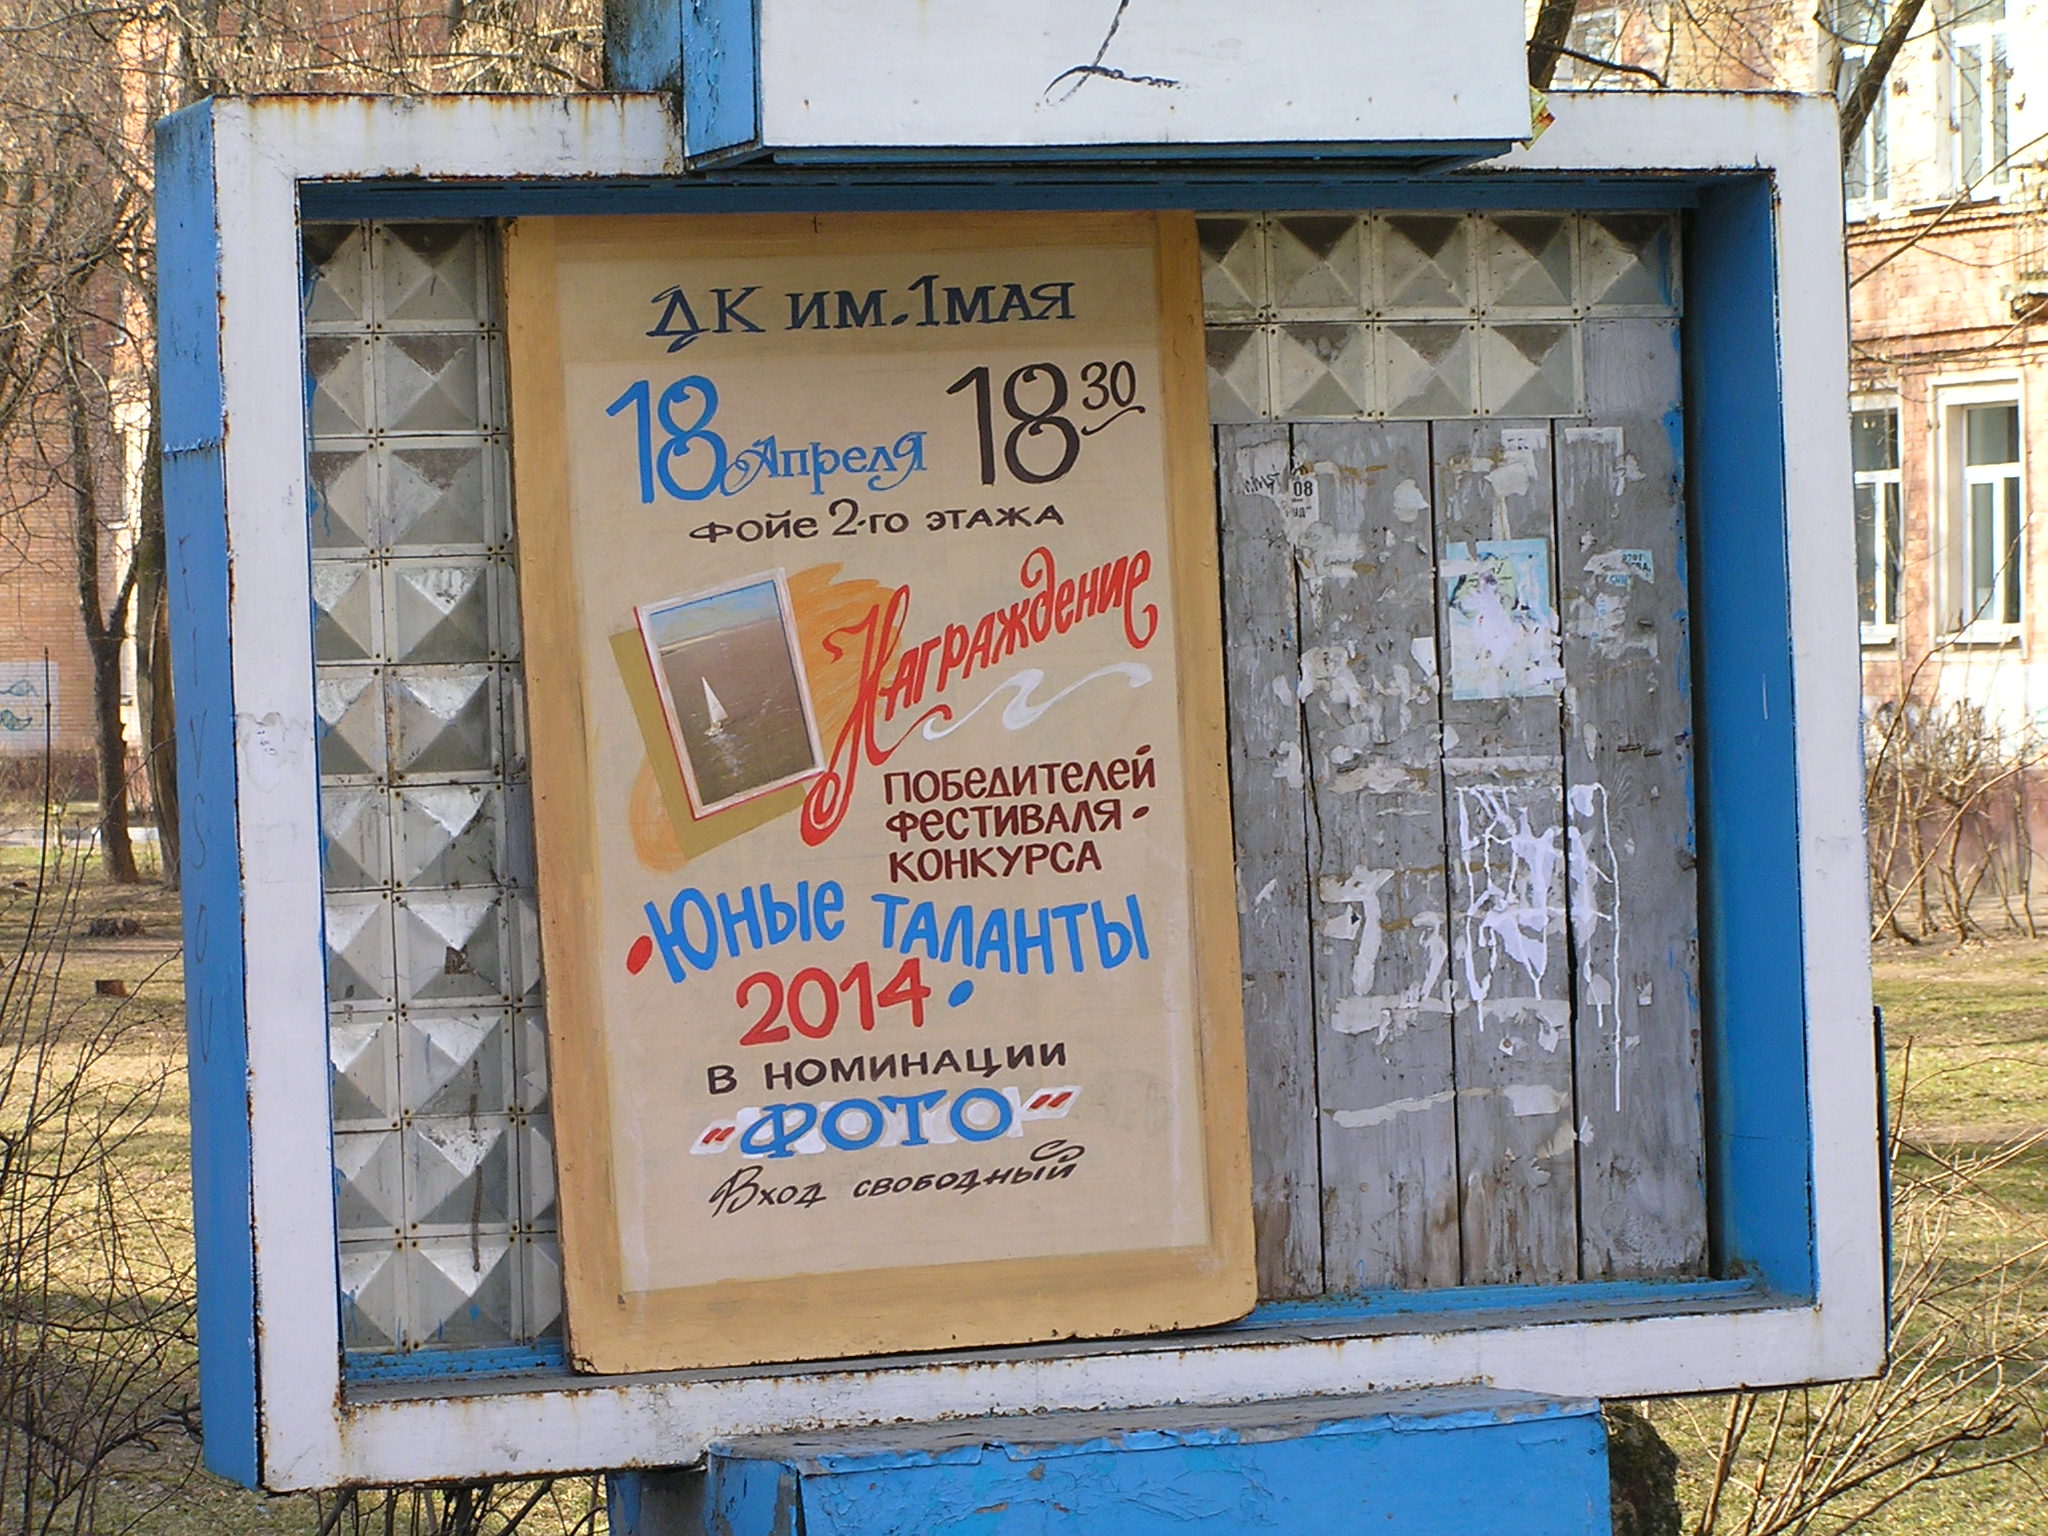 ДК им. 1 мая
18 Апреля 18 30
фойе 2-го этажа
Награждение
победителей
фестиваля-
конкурса
·Юные таланты
2014·
в номинации
"ФОТО"
Вход свободный
08